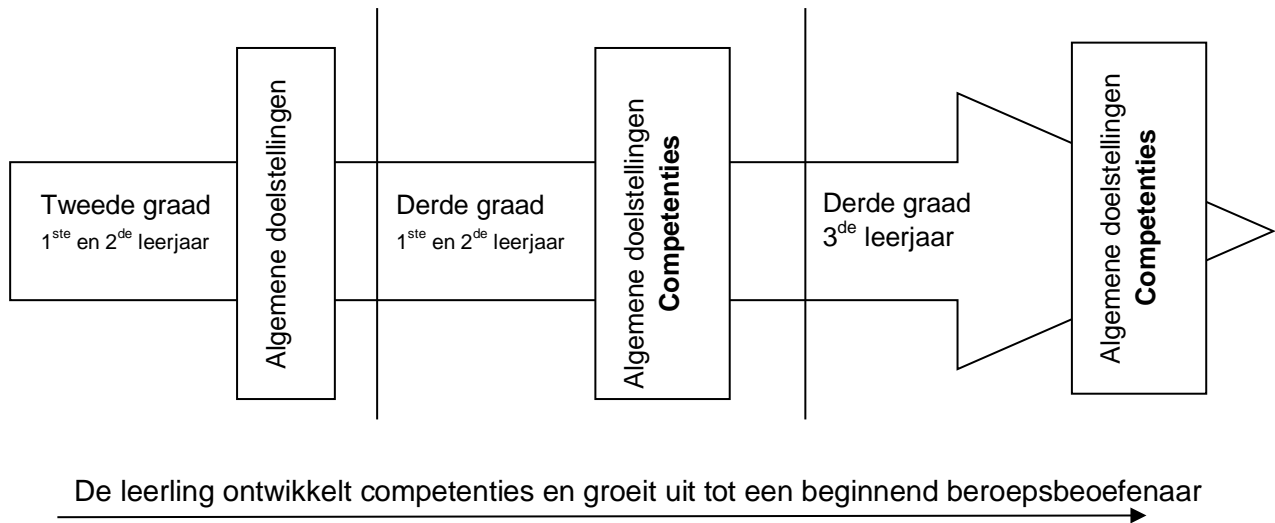 Tweede graad
1ste en 2de leerjaar
Algemene doelstellingen
Derde graad
1ste en 2de leerjaar
Algemene doelstellingen
Competenties
Derde graad
3de leerjaar
Algemene doelstellingen
Competenties
De leerling ontwikkelt competenties en groeit uit tot een beginnend beroepsbeoefenaar